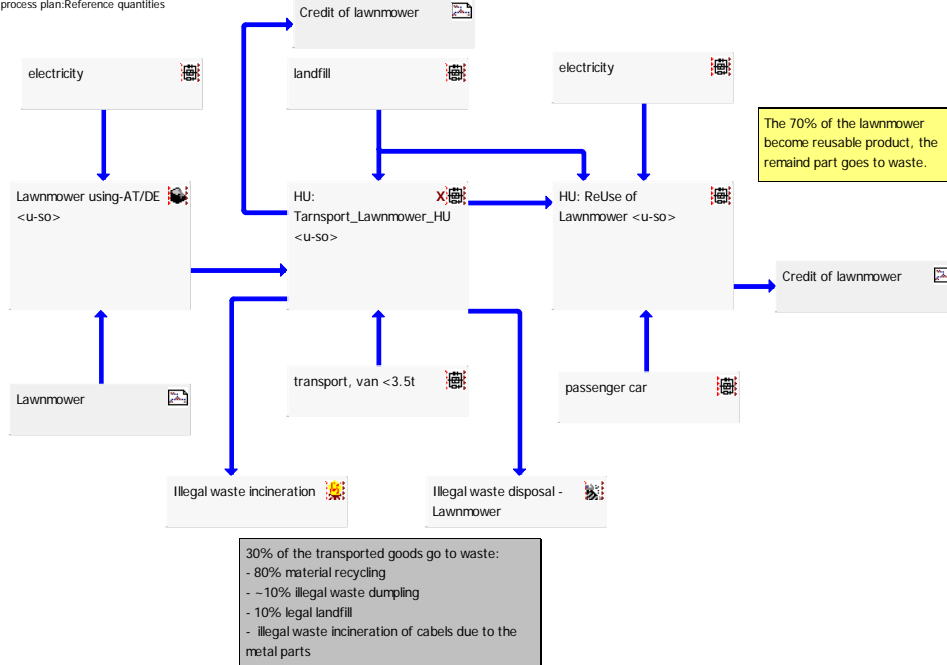 process plan:Reference quantities
Credit of lawnmower
electricity
landfill
electricity
The 70% of the lawnmower
become reusable product, the
remaind part goes to waste.
Lawnmower using-AT/DE
<u-so>
HU:
Tarnsport_Lawnmower_HU
<u-so>
X
HU: ReUse of
Lawnmower <u-so>
Credit of lawnmower
Lawnmower
transport, van <3.5t
passenger car
Illegal waste incineration
Illegal waste disposal -
Lawnmower
30% of the transported goods go to waste:
- 80% material recycling
- ~10% illegal waste dumpling
- 10% legal landfill
- illegal waste incineration of cabels due to the
metal parts